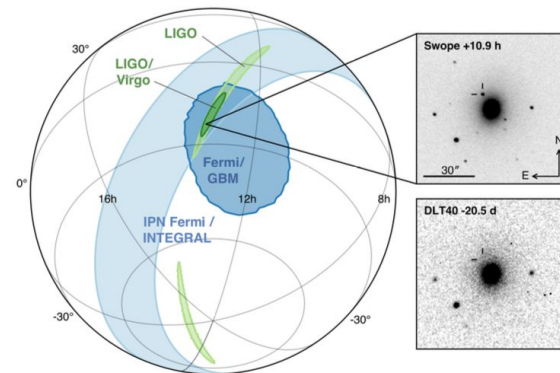 LIGO
LIGO/
Virgo
30°
Fermi/
GBM
0°
16h
12h
8h
IPN Fermi /
INTEGRAL
-30°
-30°
Swope +10.9 h
N
30"
E
DLT40 -20.5 d